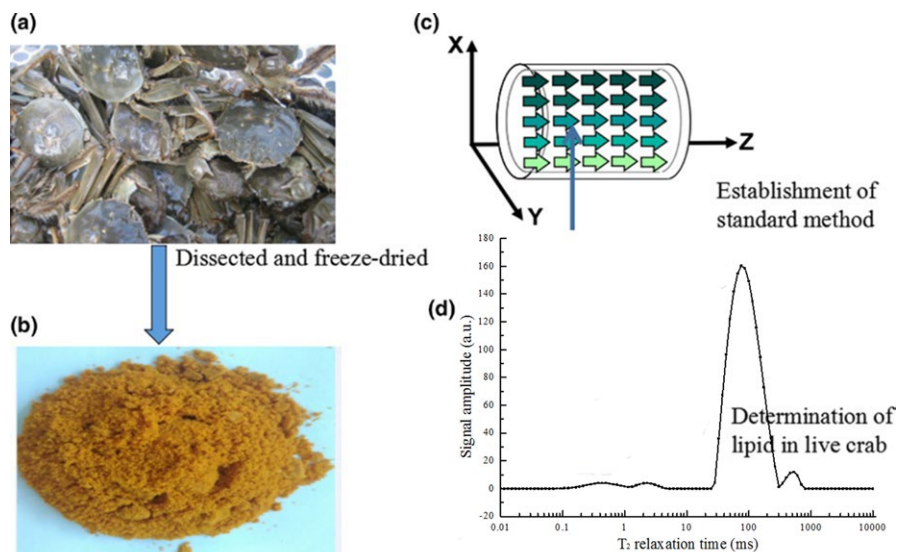 (a)
Dissected and freeze-dried
(b)
(c)
X
Z
Y
Establishment of
standard method
(d)
Signal amplitude (a.u.)
180
160
140
120
100
80
60
40
20
0
-20
Determination of
lipid in live crab
0.01 0.1 1 10 100 1000 10000
T₂ relaxation time (ms)